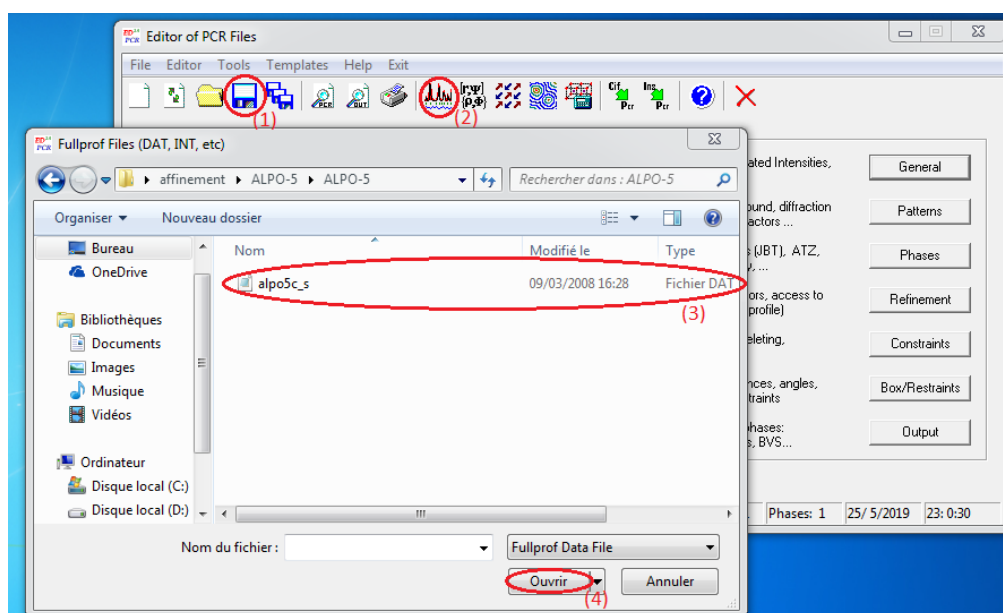 Editor of PCR Files
File Editor Tools Templates Help Exit
(1)
(2)
Fullprof Files (DAT, INT, etc)
affinement ALPO-5 ALPO-5
Rechercher dans : ALPO-5
Organiser
Nouveau dossier
Bureau
OneDrive
Bibliothèques
Documents
Images
Musique
Vidéos
Ordinateur
Disque local (C:)
Disque local (D:)
Nom Modifié le Type
alpo5c_s 09/03/2008 16:28 Fichier DAT
(3)
Nom du fichier :
Fullprof Data File
Ouvrir
Annuler
(4)
ated Intensities,
General
ound, diffraction
actors ...
Patterns
s (JBT), ATZ,
Phases
ors, access to
profile)
Refinement
eleting,
Constraints
nces, angles,
traints
Box/Restraints
hases:
s, BVS...
Output
Phases: 1 25/ 5/2019 23: 0:30